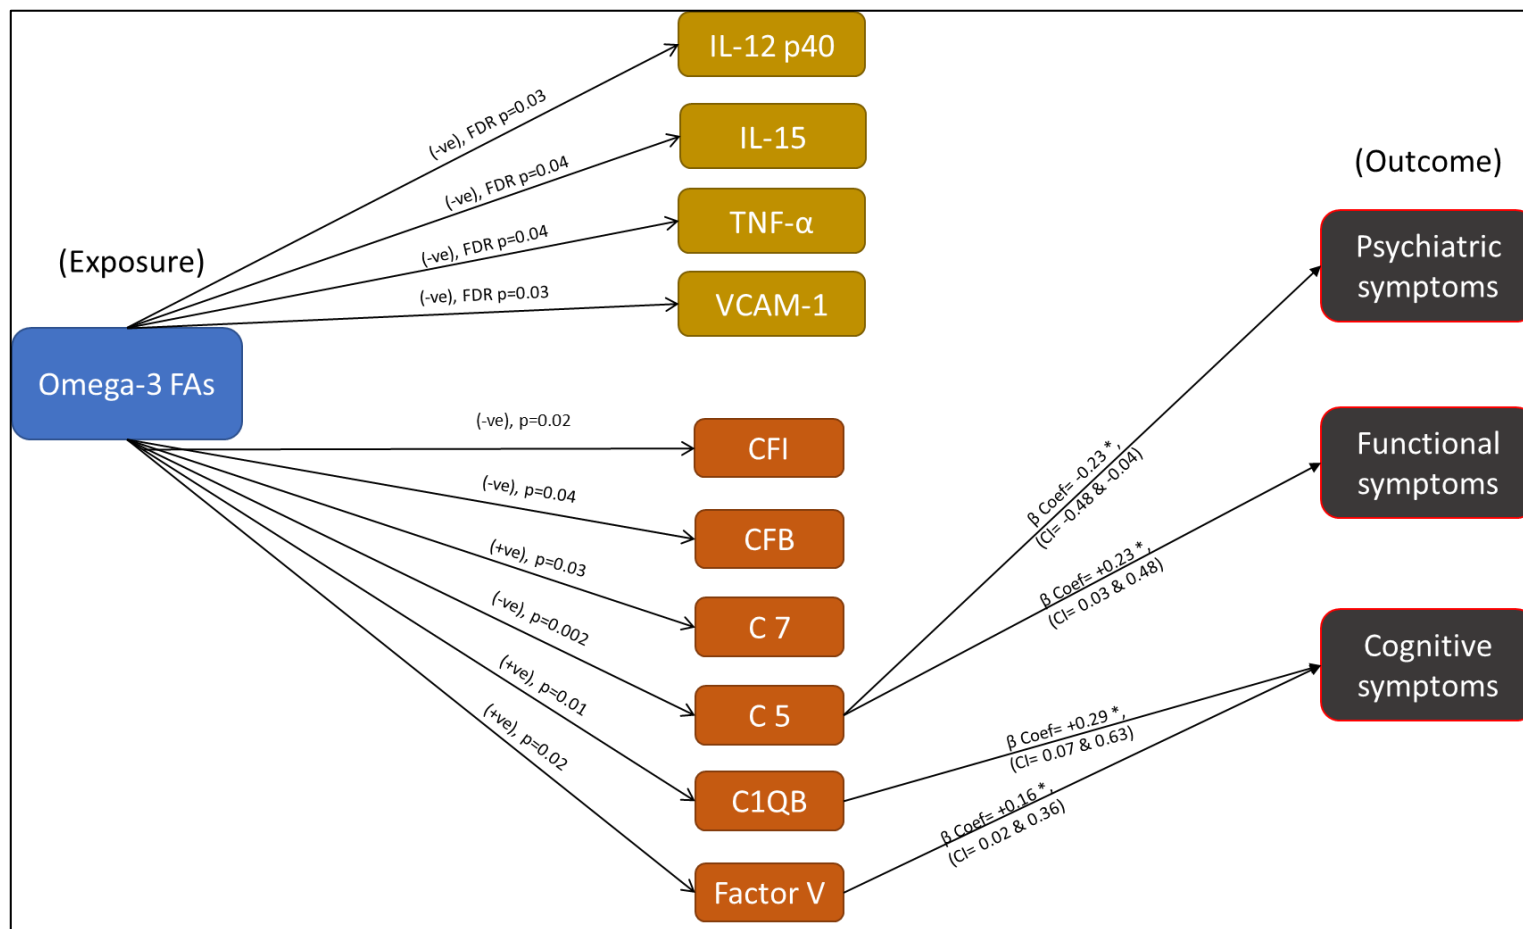 IL-12 p40
(-ve), FDR p=0.03
IL-15
(-ve), FDR p=0.04
(Outcome)
TNF-α
(-ve), FDR p=0.04
Psychiatric
symptoms
(Exposure)
VCAM-1
(-ve), FDR p=0.03
Omega-3 FAs
CFI
(-ve), p=0.02
Functional
symptoms
CFB
(-ve), p=0.04
C 7
(+ve), p=0.03
C 5
(-ve), p=0.002
β Coef= -0.23 *,
(CI= -0.48 & -0.04)
β Coef= +0.23 *,
(CI= 0.03 & 0.48)
Cognitive
symptoms
C1QB
(+ve), p=0.01
β Coef= +0.29 *,
(CI= 0.07 & 0.63)
Factor V
(+ve), p=0.02
β Coef= +0.16 *,
(CI= 0.02 & 0.36)